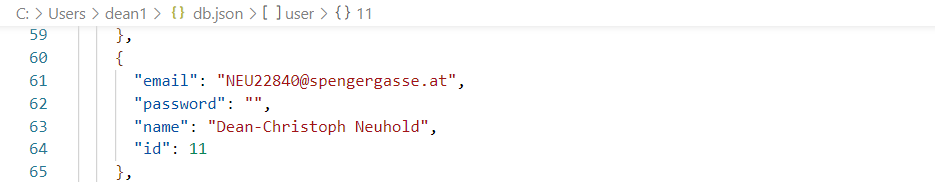 C: > Users > dean1 > {} db.json > [ ] user > {} 11
59 },
60 {
61 "email": "NEU22840@spengergasse.at",
62 "password": "",
63 "name": "Dean-Christoph Neuhold",
64 "id": 11
65 },